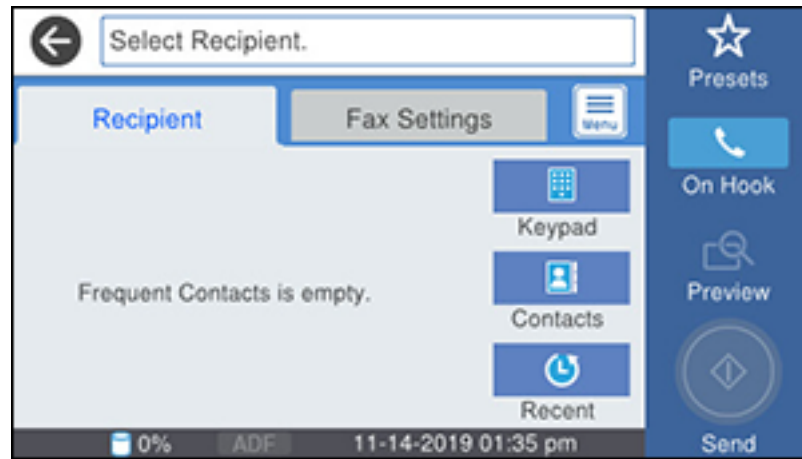 Select Recipient.
Presets
Recipient
Fax Settings
Menu
On Hook
Keypad
Frequent Contacts is empty.
Preview
Contacts
Recent
0%
ADF
11-14-2019 01:35 pm
Send